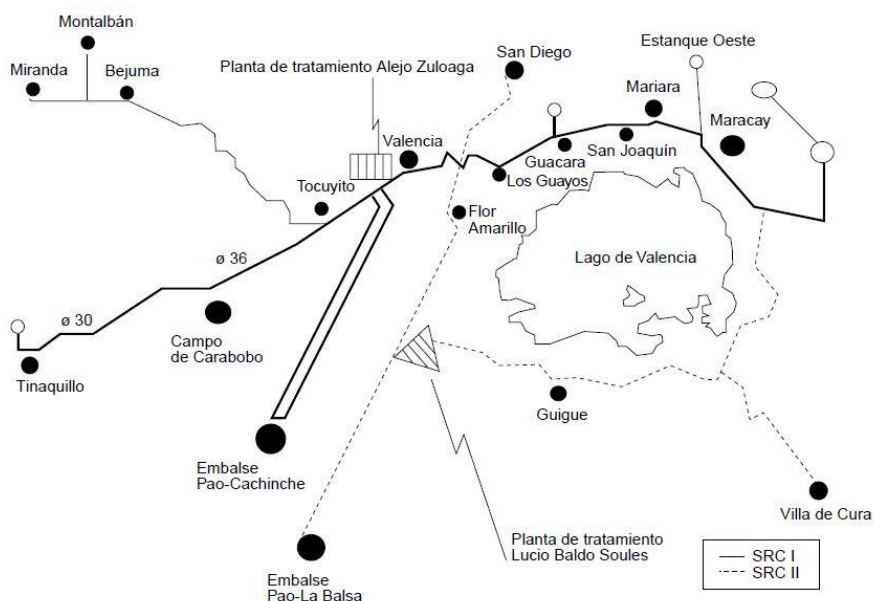 Montalbán
Miranda
Bejuma
Planta de tratamiento Alejo Zuloaga
San Diego
Estanque Oeste
Mariara
Maracay
Valencia
Guacara
San Joaquín
Los Guayos
Tocuyito
Flor
Amarillo
Lago de Valencia
ø 36
ø 30
Campo
de Carabobo
Tinaquillo
Guigue
Embalse
Pao-Cachinche
Villa de Cura
Planta de tratamiento
Lucio Baldo Soules
Embalse
Pao-La Balsa
SRC I
SRC II